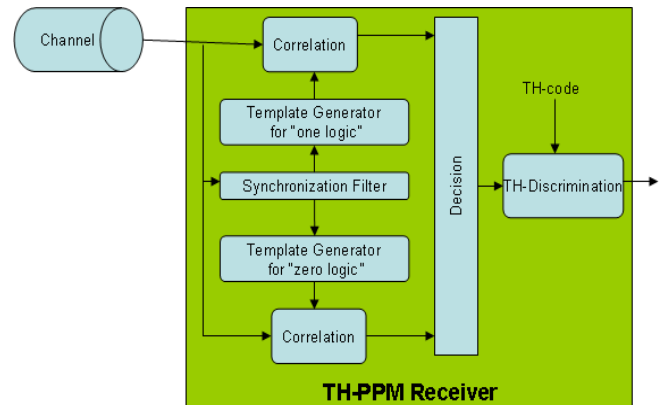 Channel
Correlation
Template Generator
for "one logic"
Synchronization Filter
Template Generator
for "zero logic"
Correlation
Decision
TH-code
TH-Discrimination
TH-PPM Receiver